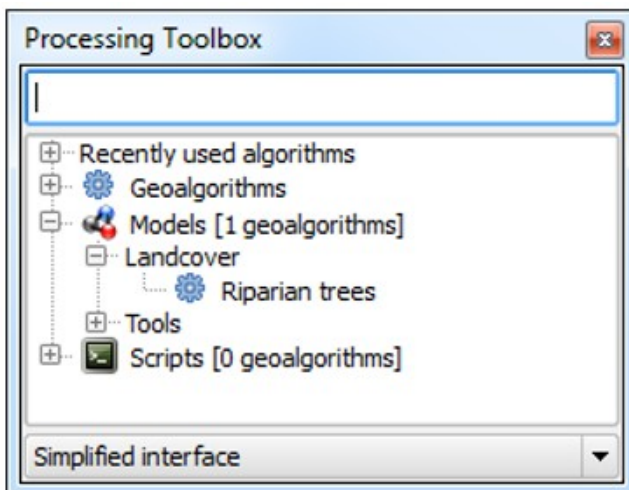 Processing Toolbox
Recently used algorithms
Geoalgorithms
Models [1 geoalgorithms]
Landcover
Riparian trees
Tools
Scripts [0 geoalgorithms]
Simplified interface